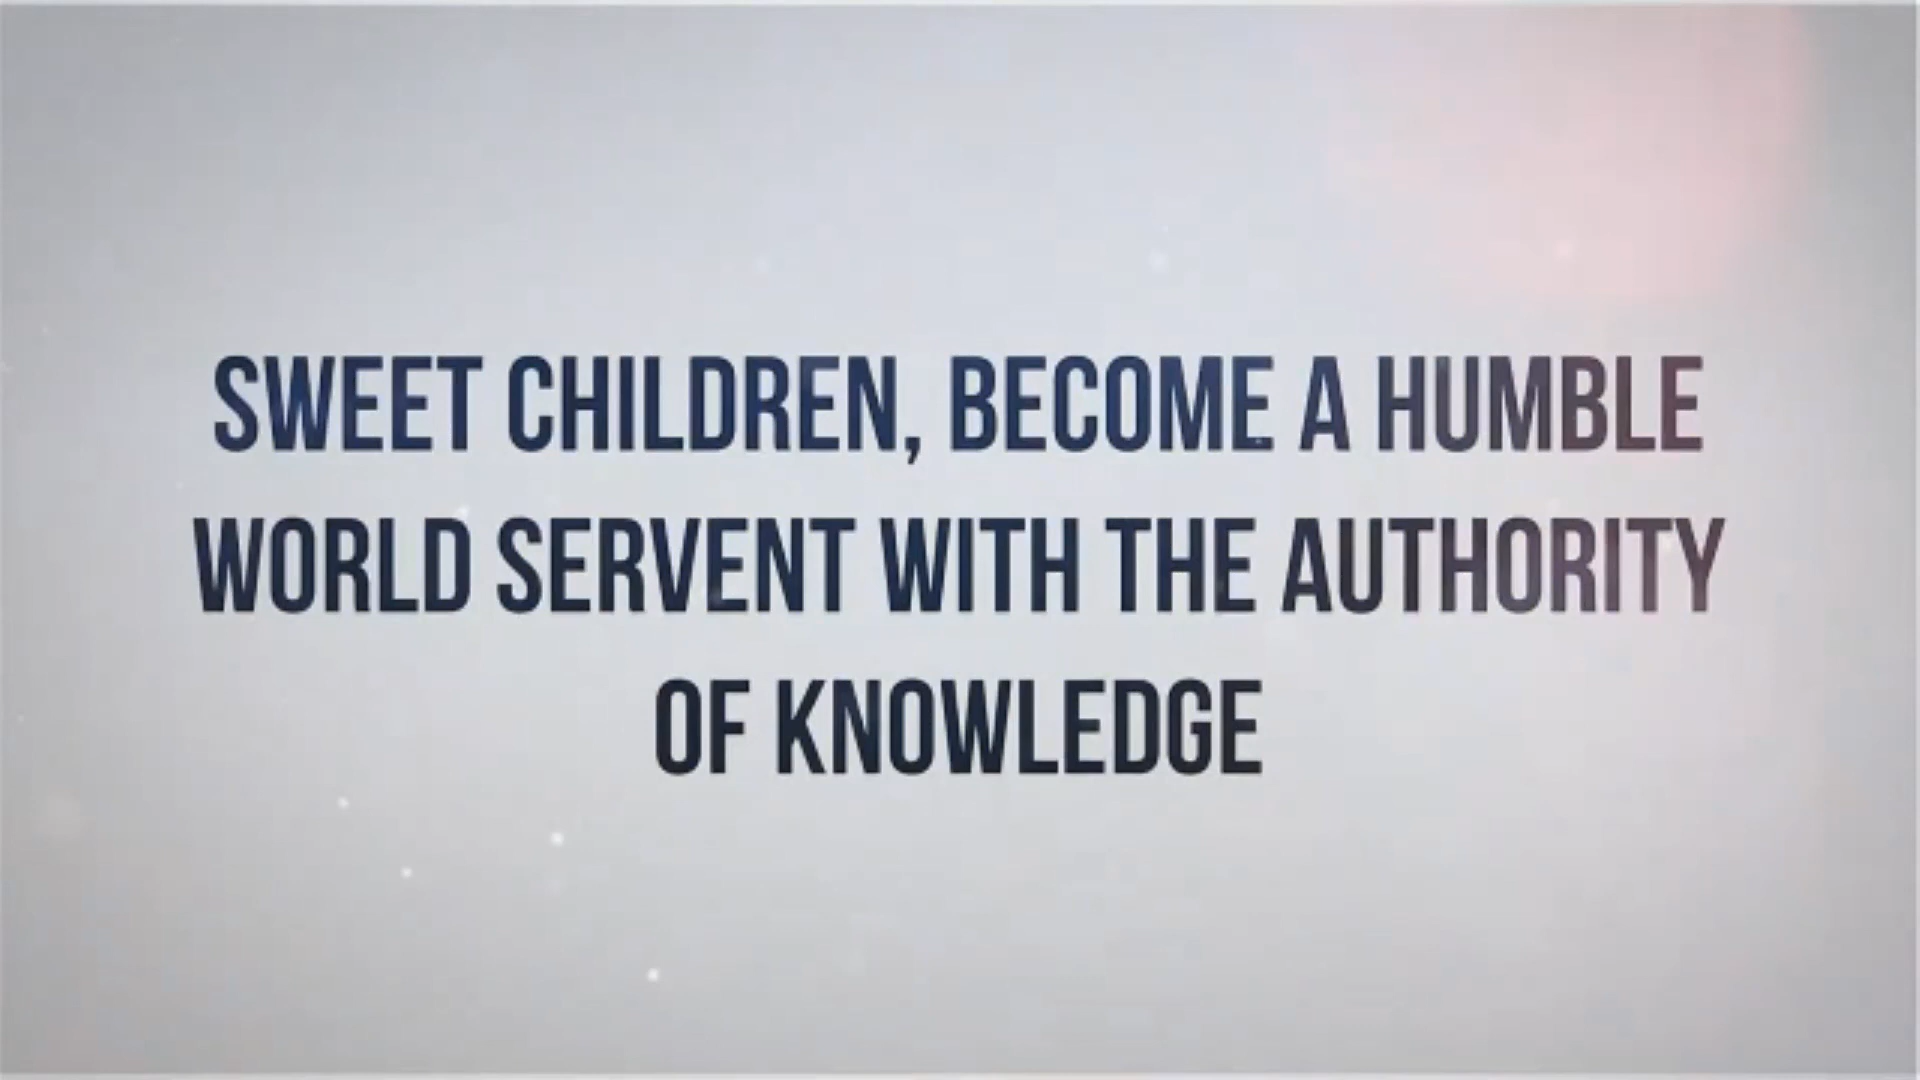 SWEET CHILDREN, BECOME A HUMBLE
WORLD SERVENT WITH THE AUTHORITY
OF KNOWLEDGE